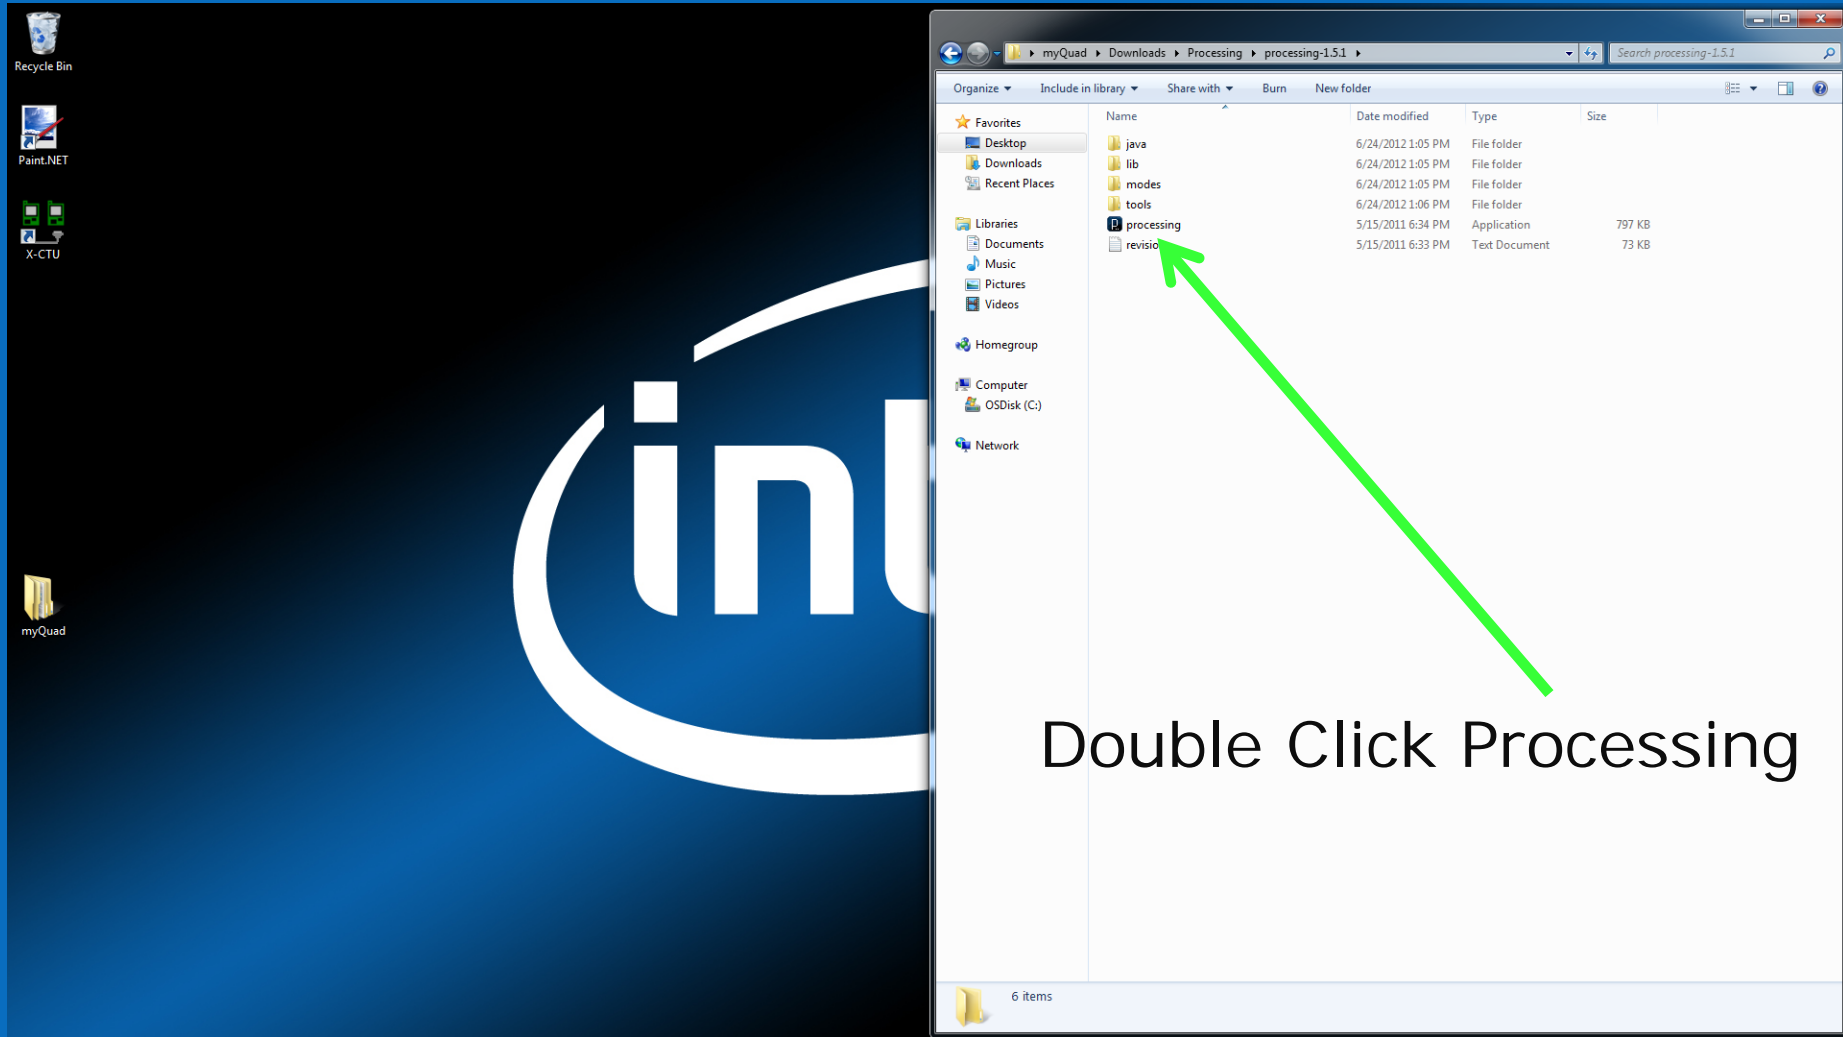 Recycle Bin
Paint.NET
X-CTU
myQuad
myQuad Downloads Processing processing-1.5.1
Search processing-1.5.1
Organize Include in library Share with Burn New folder
Favorites
Desktop
Downloads
Recent Places
Libraries
Documents
Music
Pictures
Videos
Homegroup
Computer
OSDisk (C:)
Network
Name Date modified Type Size
java 6/24/2012 1:05 PM File folder
lib 6/24/2012 1:05 PM File folder
modes 6/24/2012 1:05 PM File folder
tools 6/24/2012 1:06 PM File folder
processing 5/15/2011 6:34 PM Application 797 KB
5/15/2011 6:33 PM Text Document 73 KB
Double Click Processing
6 items